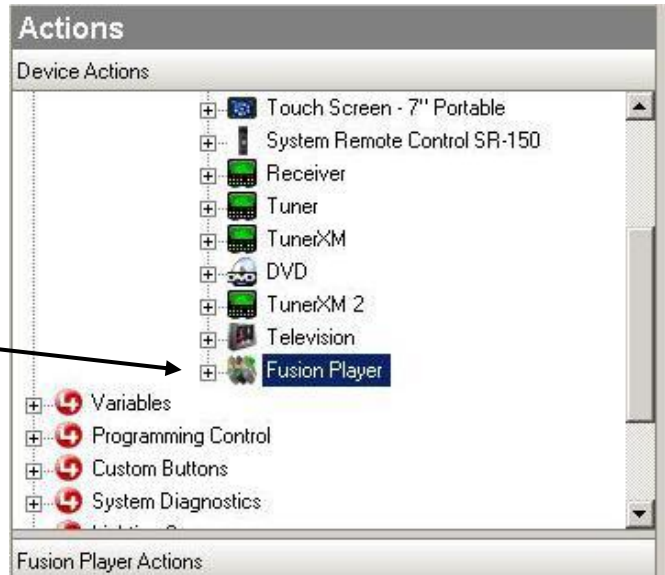 Actions
Device Actions
Touch Screen - 7" Portable
System Remote Control SR-150
Receiver
Tuner
TunerXM
DVD
TunerXM 2
Television
Fusion Player
Variables
Programming Control
Custom Buttons
System Diagnostics
Fusion Player Actions